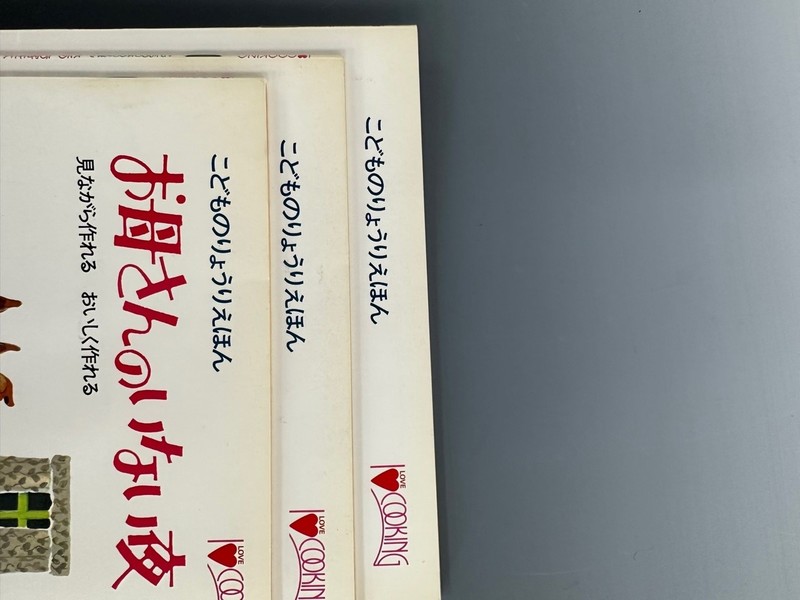 こどものりょうりえほん
I LOVE COOKING
こどものりょうりえほん
I LOVE COOKIN
こどものりょうりえほん
I LOVE COO
お母さんのいない夜
見ながら作れる おいしく作れる